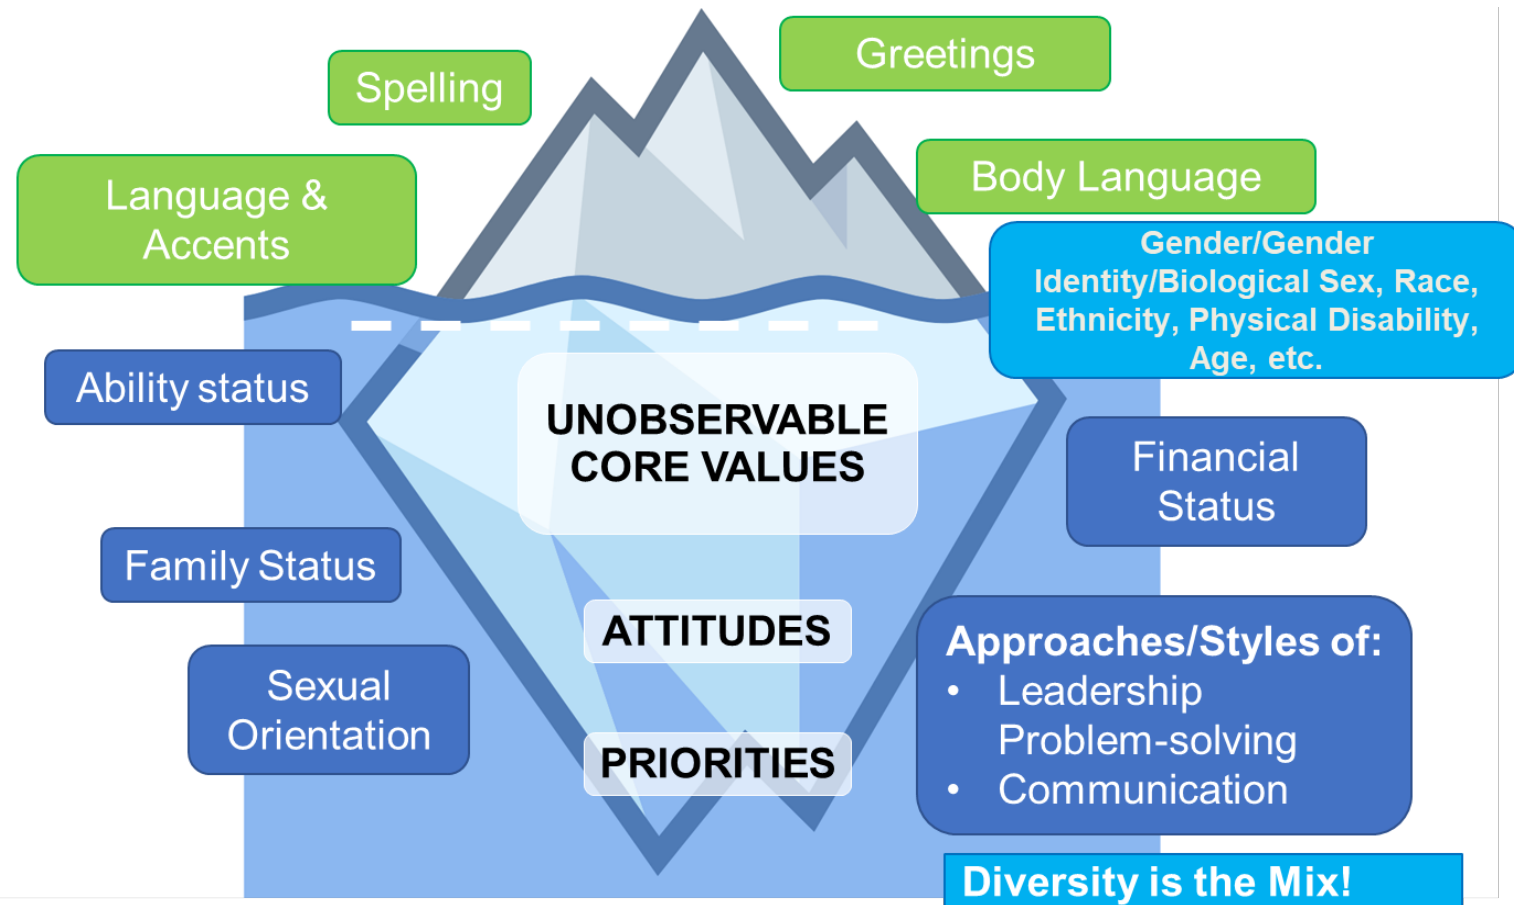 Greetings
Spelling
Body Language
Language &
Accents
Gender/Gender
Identity/Biological Sex, Race,
Ethnicity, Physical Disability,
Age, etc.
Ability status
UNOBSERVABLE
CORE VALUES
Financial
Status
Family Status
ATTITUDES
Approaches/Styles of:
• Leadership
Problem-solving
• Communication
Sexual
Orientation
PRIORITIES
Diversity is the Mix!